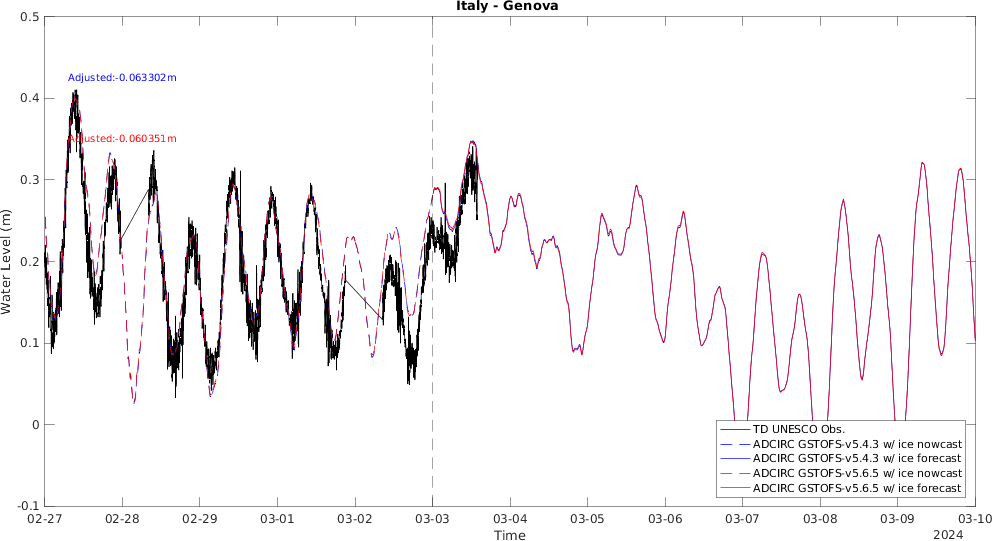 Italy - Genova
0.5
0.4
0.3
0.2
0.1
0
-0.1
Water Level (m)
Adjusted:-0.063302m
Adjusted:-0.060351m
TD UNESCO Obs.
ADCIRC GSTOFS-v5.4.3 w/ ice nowcast
ADCIRC GSTOFS-v5.4.3 w/ ice forecast
ADCIRC GSTOFS-v5.6.5 w/ ice nowcast
ADCIRC GSTOFS-v5.6.5 w/ ice forecast
02-27 02-28 02-29 03-01 03-02 03-03 03-04 03-05 03-06 03-07 03-08 03-09 03-10
Time
2024